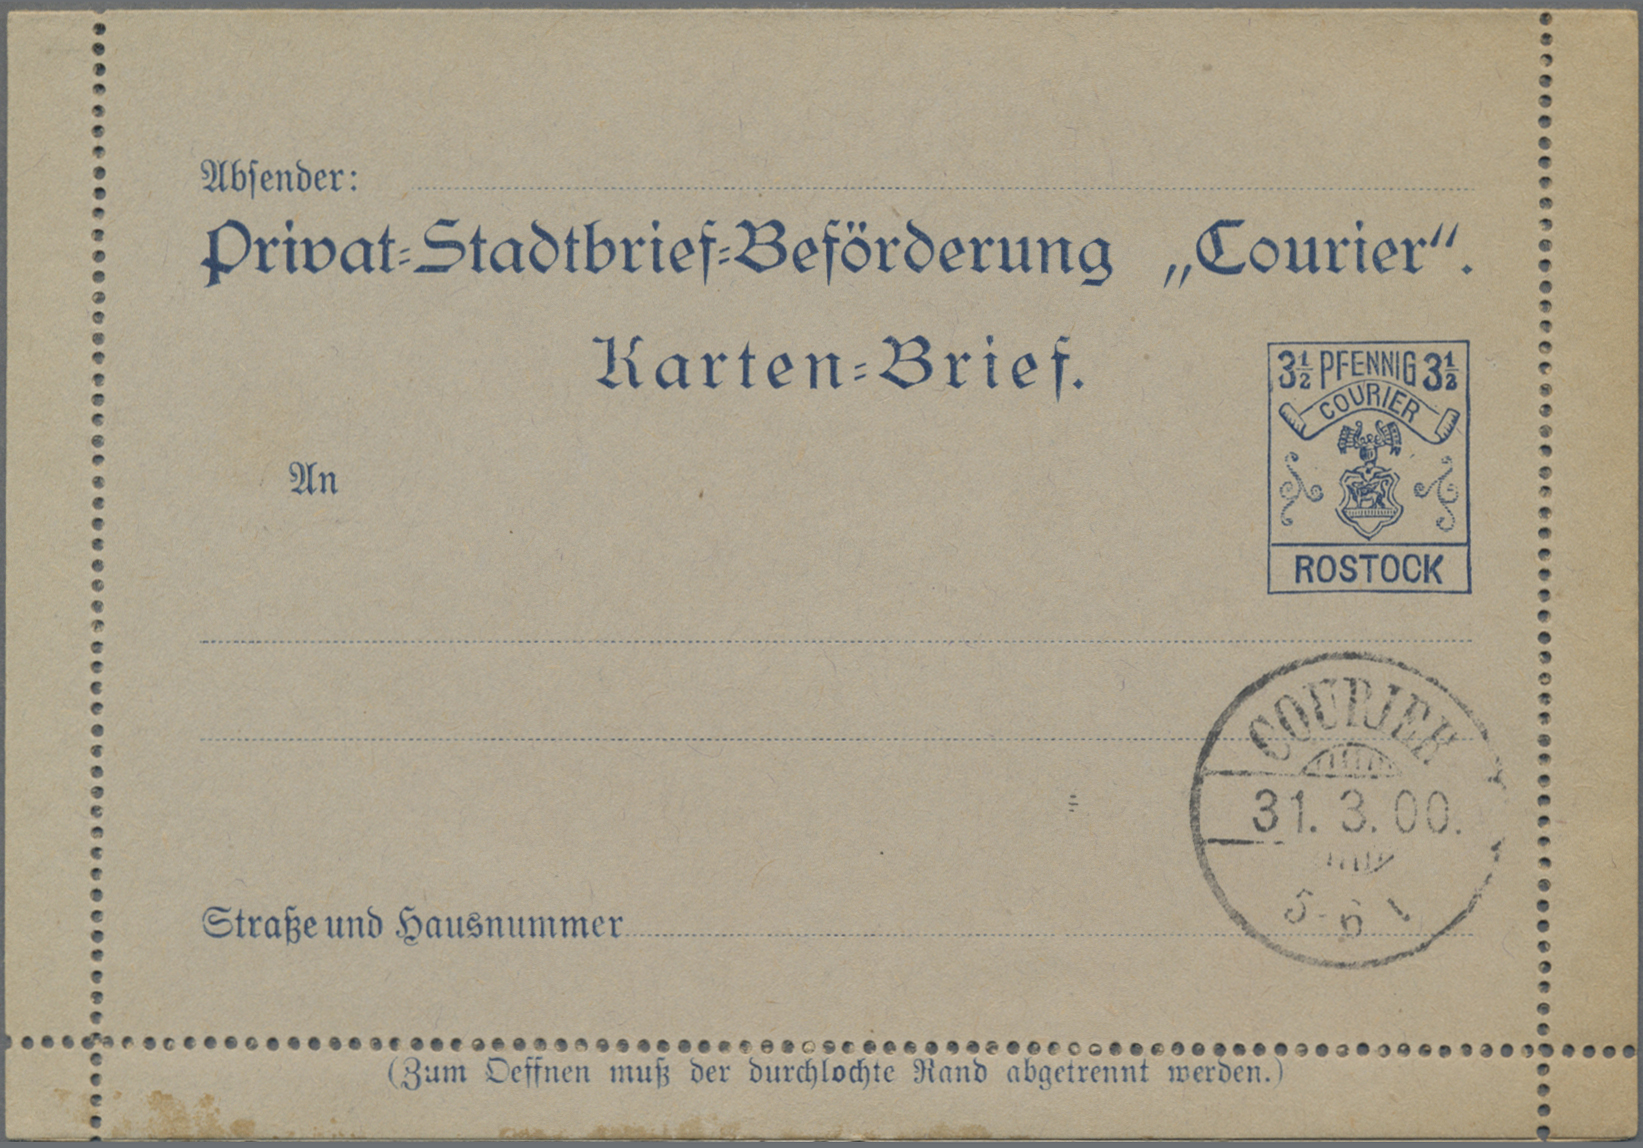 Absender:
Privat-Stadtbrief-Beförderung „Courier“.
Karten-Brief.
3½ PFENNIG 3½
COURIER
An
ROSTOCK
COURIER
31. 3. 00.
5-6
Straße und Hausnummer
(Zum Oeffnen muß der durchlochte Rand abgetrennt werden.)